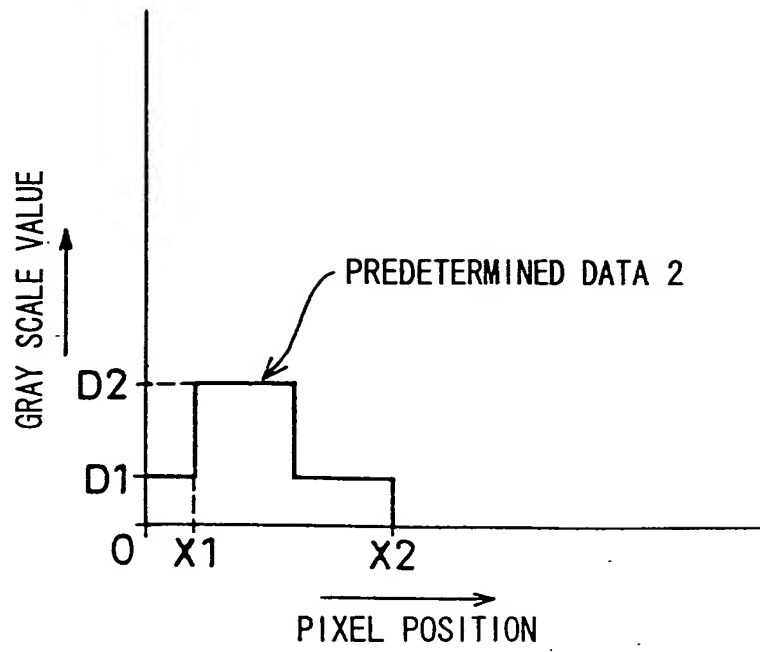 GRAY SCALE VALUE
PREDETERMINED DATA 2
D2
D1
0 X1 X2
PIXEL POSITION